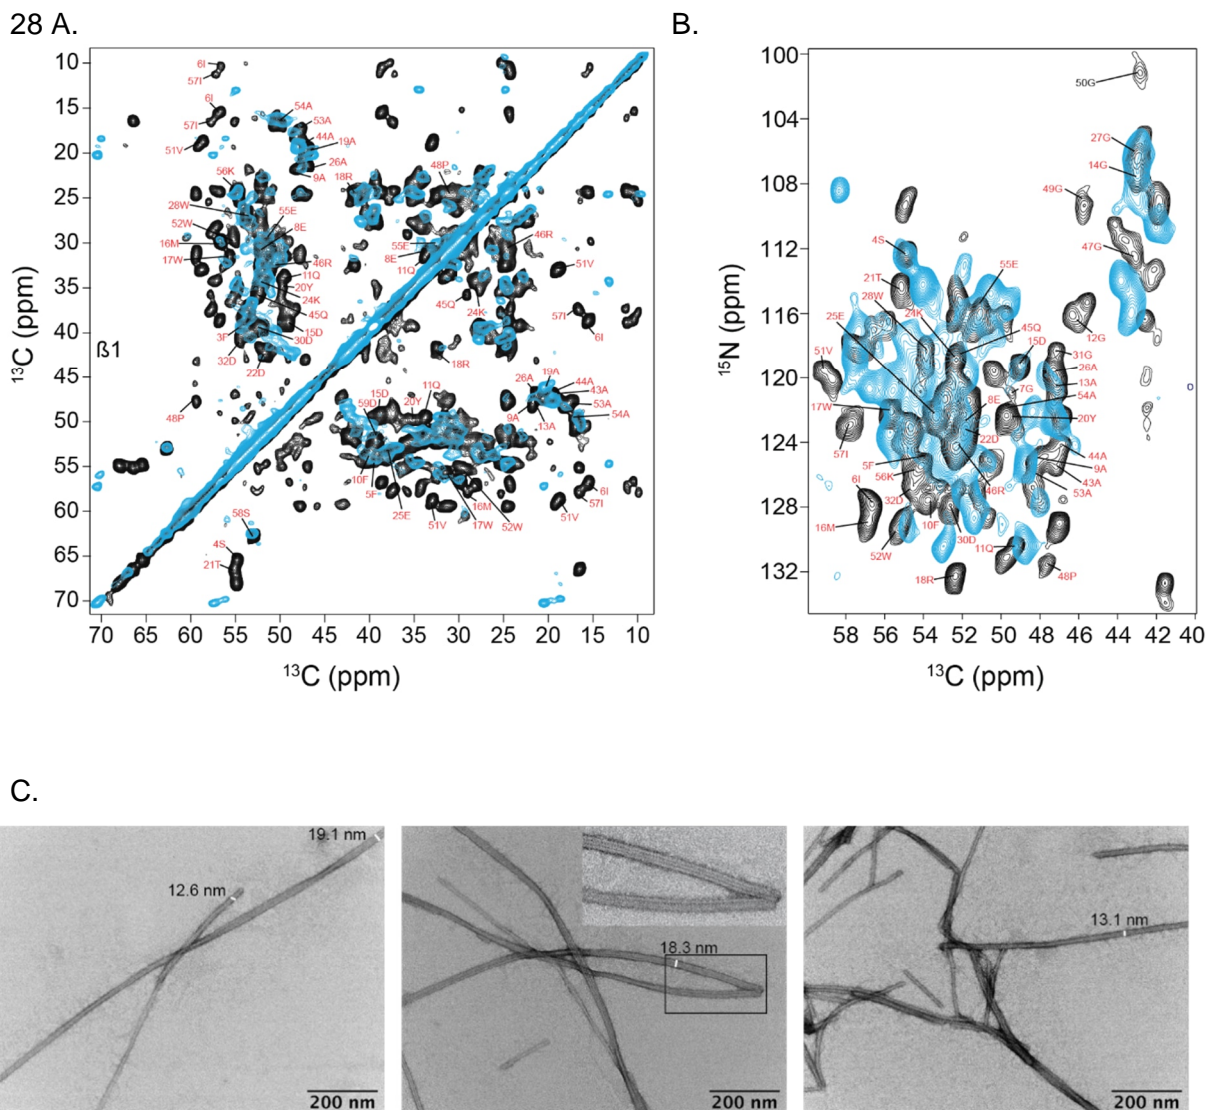 28 A.
B.
10
15
20
25
30
35
40
45
50
55
60
65
70
¹³C (ppm)
6I
57I
6I
57I
51V
54A
53A
44A
19A
26A
9A
18R
48P
56K
28W
55E
8E
52W
16M
17W
46R
11Q
20Y
24K
45Q
15D
30D
3F
32D
22D
55E
8E
11Q
46R
51V
45Q
24K
57I
6I
18R
ß1
48P
59D
15D
20Y
11Q
26A
19A
44A
43A
53A
54A
9A
13A
10F
5F
25E
51V
17W
16M
52W
51V
6I
57I
58S
4S
21T
70 65 60 55 50 45 40 35 30 25 20 15 10
¹³C (ppm)
100
104
108
112
116
120
124
128
132
¹⁵N (ppm)
50G
27G
14G
49G
47G
4S
21T
28W
55E
25E
24K
45Q
15D
12G
31G
26A
13A
54A
51V
7G
17W
8E
20Y
57I
22D
44A
5F
9A
56K
43A
6I
46R
53A
32D
16M
10F
52W
30D
11Q
18R
48P
58 56 54 52 50 48 46 44 42 40
¹³C (ppm)
C.
19.1 nm
12.6 nm
200 nm
18.3 nm
200 nm
13.1 nm
200 nm